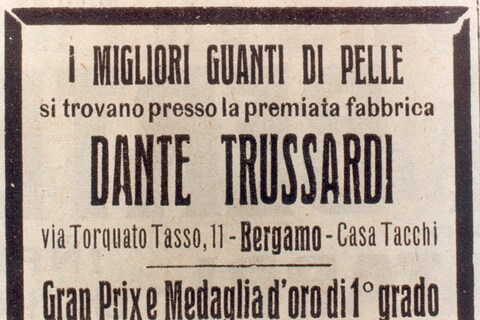 I MIGLIORI GUANTI DI PELLE
si trovano presso la premiata fabbrica
DANTE TRUSSARDI
via Torquato Tasso, 11 - Bergamo - Casa Tacchi
Gran Prix e Medaglia d'oro di 1° grado